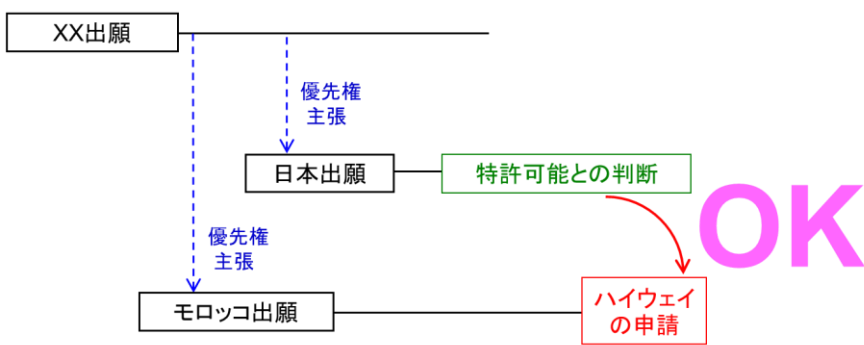 XX出願
優先権
主張
日本出願
特許可能との判断
OK
優先権
主張
モロッコ出願
ハイウェイ
の申請